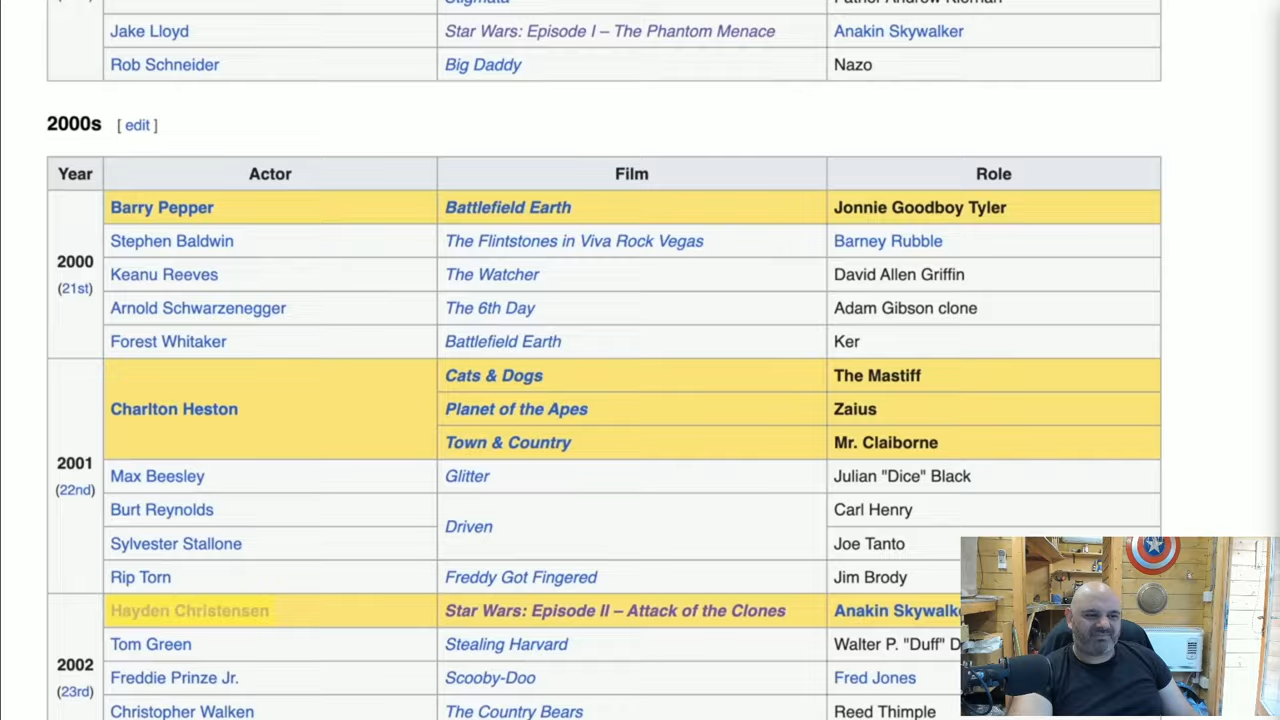 Stigmata Father Andrew Kiernan
Jake Lloyd Star Wars: Episode I – The Phantom Menace Anakin Skywalker
Rob Schneider Big Daddy Nazo
2000s [ edit ]
Year Actor Film Role
2000 (21st)
Barry Pepper Battlefield Earth Jonnie Goodboy Tyler
Stephen Baldwin The Flintstones in Viva Rock Vegas Barney Rubble
Keanu Reeves The Watcher David Allen Griffin
Arnold Schwarzenegger The 6th Day Adam Gibson clone
Forest Whitaker Battlefield Earth Ker
2001 (22nd)
Charlton Heston
Cats & Dogs The Mastiff
Planet of the Apes Zaius
Town & Country Mr. Claiborne
Max Beesley Glitter Julian "Dice" Black
Burt Reynolds Driven Carl Henry
Sylvester Stallone Joe Tanto
Rip Torn Freddy Got Fingered Jim Brody
2002 (23rd)
Hayden Christensen Star Wars: Episode II – Attack of the Clones Anakin Skywalk
Tom Green Stealing Harvard Walter P. "Duff" D
Freddie Prinze Jr. Scooby-Doo Fred Jones
Christopher Walken The Country Bears Reed Thimple